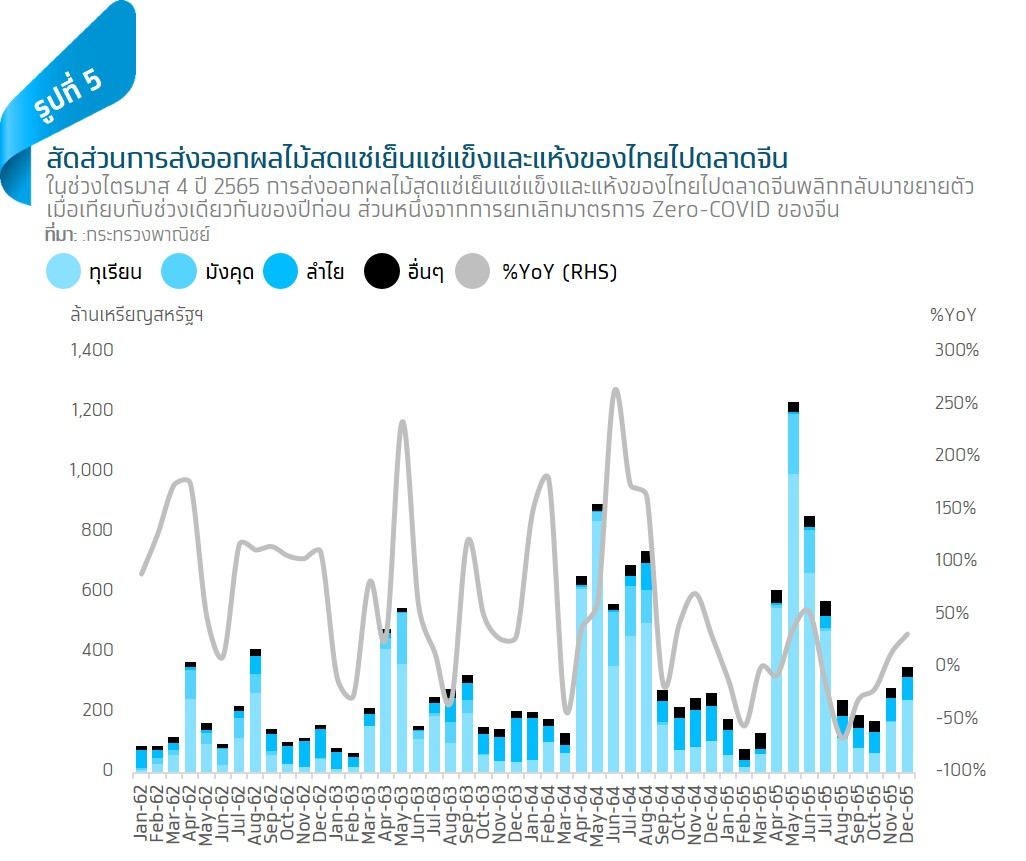 รูปที่ 5
สัดส่วนการส่งออกผลไม้สดแช่เย็นแช่แข็งและแห้งของไทยไปตลาดจีน
ในช่วงไตรมาส 4 ปี 2565 การส่งออกผลไม้สดแช่เย็นแช่แข็งและแห้งของไทยไปตลาดจีนพลิกกลับมาขยายตัว
เมื่อเทียบกับช่วงเดียวกันของปีก่อน ส่วนหนึ่งจากการยกเลิกมาตรการ Zero-COVID ของจีน
ที่มา: :กระทรวงพาณิชย์
ทุเรียน มังคุด ลำไย อื่นๆ %YoY (RHS)
ล้านเหรียญสหรัฐฯ %YoY
1,400 300%
1,200 250%
1,000 200%
800 150%
600 100%
400 50%
200 0%
0 -50%
-100%
Jan-62 Feb-62 Mar-62 Apr-62 May-62 Jun-62 Jul-62 Aug-62 Sep-62 Oct-62 Nov-62 Dec-62 Jan-63 Feb-63 Mar-63 Apr-63 May-63 Jun-63 Jul-63 Aug-63 Sep-63 Oct-63 Nov-63 Dec-63 Jan-64 Feb-64 Mar-64 Apr-64 May-64 Jun-64 Jul-64 Aug-64 Sep-64 Oct-64 Nov-64 Dec-64 Jan-65 Feb-65 Mar-65 Apr-65 May-65 Jun-65 Jul-65 Aug-65 Sep-65 Oct-65 Nov-65 Dec-65